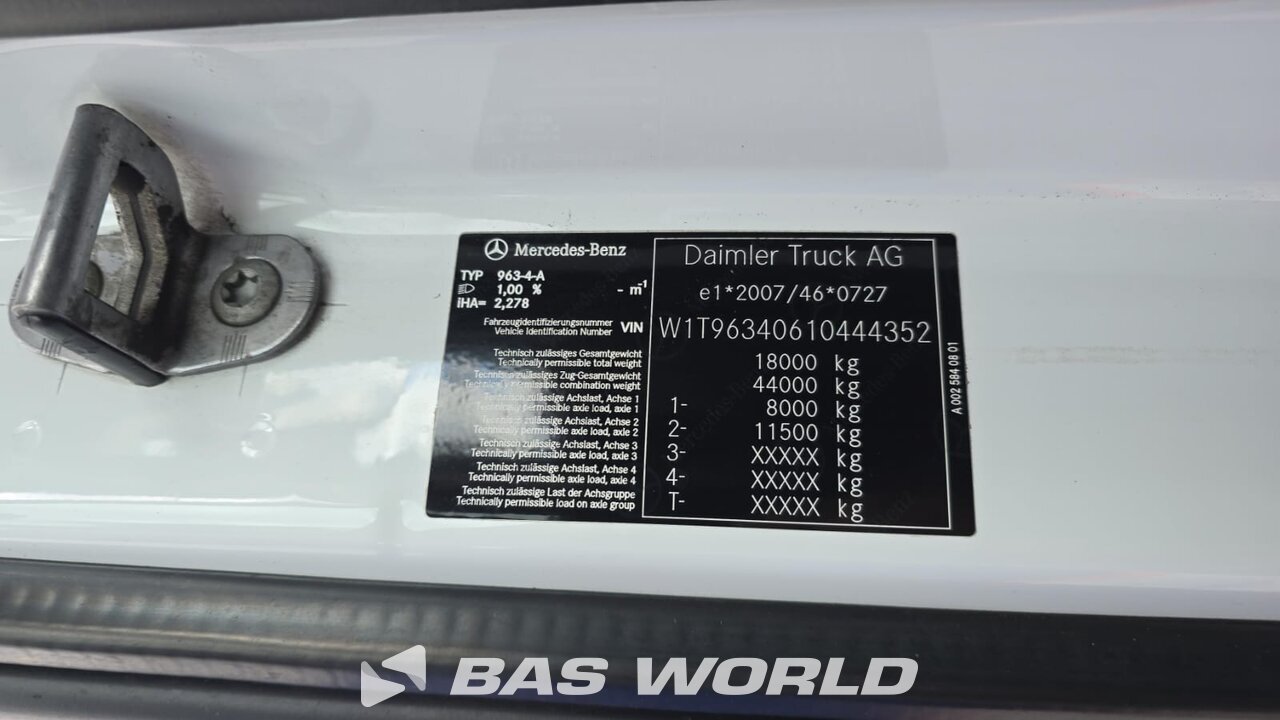 Mercedes-Benz
TYP 963-4-A
1,00 % - m-1
iHA= 2,278
Daimler Truck AG
e1*2007/46*0727
Fahrzeugidentifizierungsnummer
Vehicle Identification Number
VIN W1T96340610444352
Technisch zulässiges Gesamtgewicht
Technically permissible total weight
18000 kg
Technisches zulässiges Zug-Gesamtgewicht
Technically permissible combination weight
44000 kg
Technische zulässige Achslast, Achse 1
Technically permissible axle load, axle 1
1- 8000 kg
Technisch zulässige Achslast, Achse 2
Technically permissible axle load, axle 2
2- 11500 kg
Technisch zulässige Achslast, Achse 3
Technically permissible axle load, axle 3
3- XXXXX kg
Technisch zulässige Achslast, Achse 4
Technically permissible axle load, axle 4
4- XXXXX kg
Technisch zulässige Last der Achsgruppe
Technically permissible load on axle group
T- XXXXX kg
A 002 584 08 01
BAS WORLD